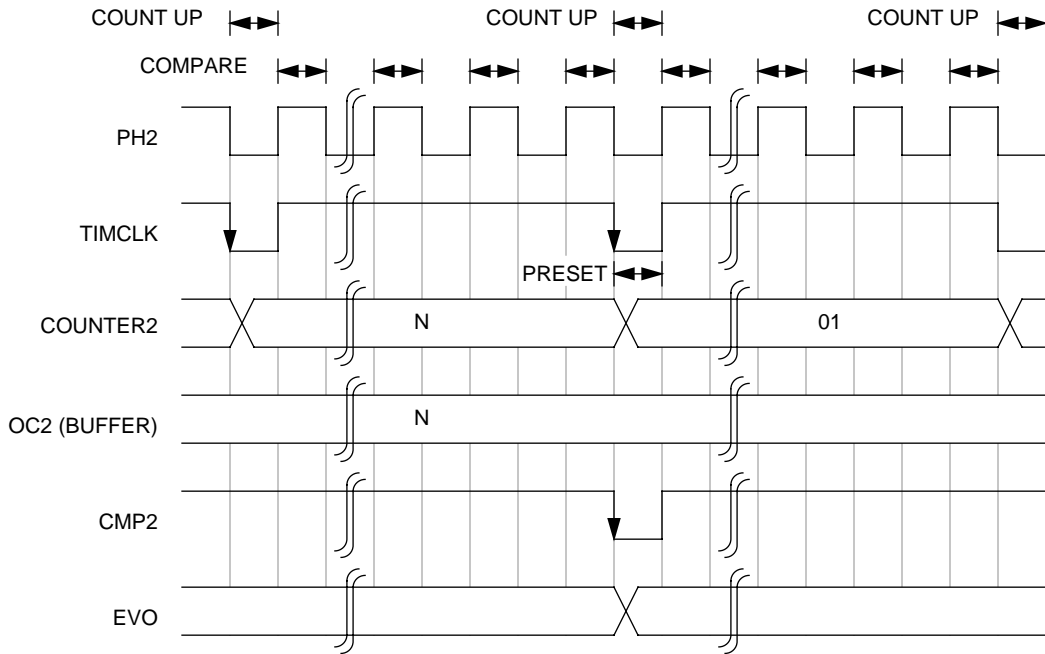 COUNT UP COUNT UP COUNT UP
COMPARE
PH2
TIMCLK
PRESET
COUNTER2 N 01
OC2 (BUFFER) N
CMP2
EVO